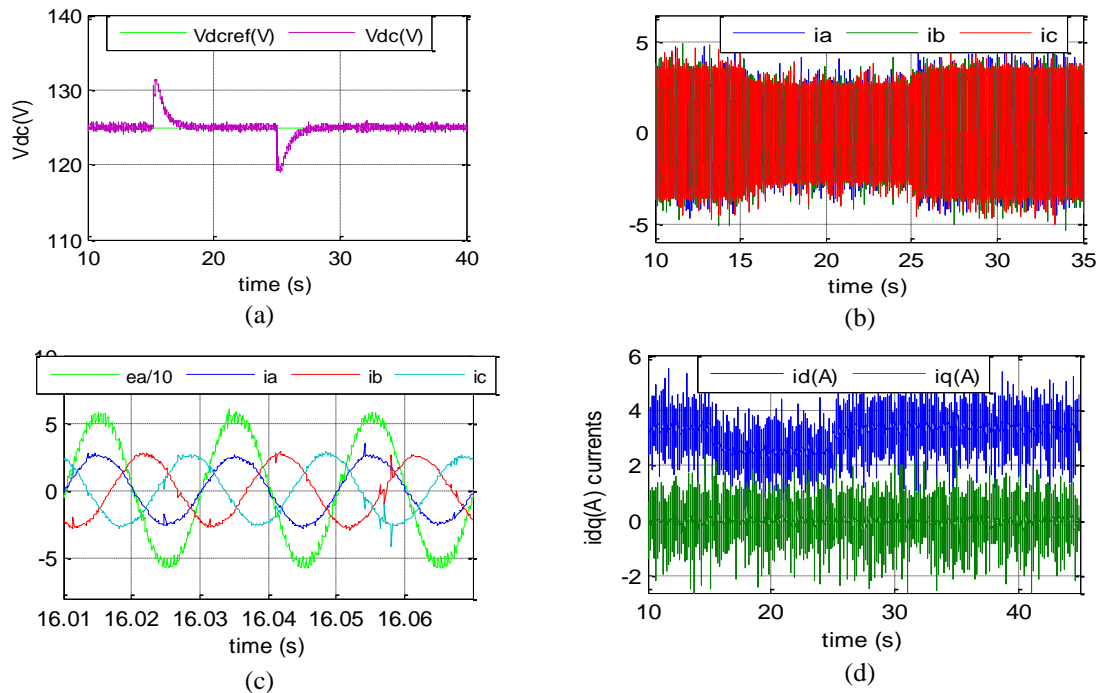 140
130
120
110
Vdc(V)
Vdcref(V) Vdc(V)
10 20 30 40
time (s)
(a)
5
0
-5
ia ib ic
10 15 20 25 30 35
time (s)
(b)
10
5
0
-5
ea/10 ia ib ic
16.01 16.02 16.03 16.04 16.05 16.06
time (s)
(c)
6
4
2
0
-2
idq(A) currents
id(A) iq(A)
10 20 30 40
time (s)
(d)